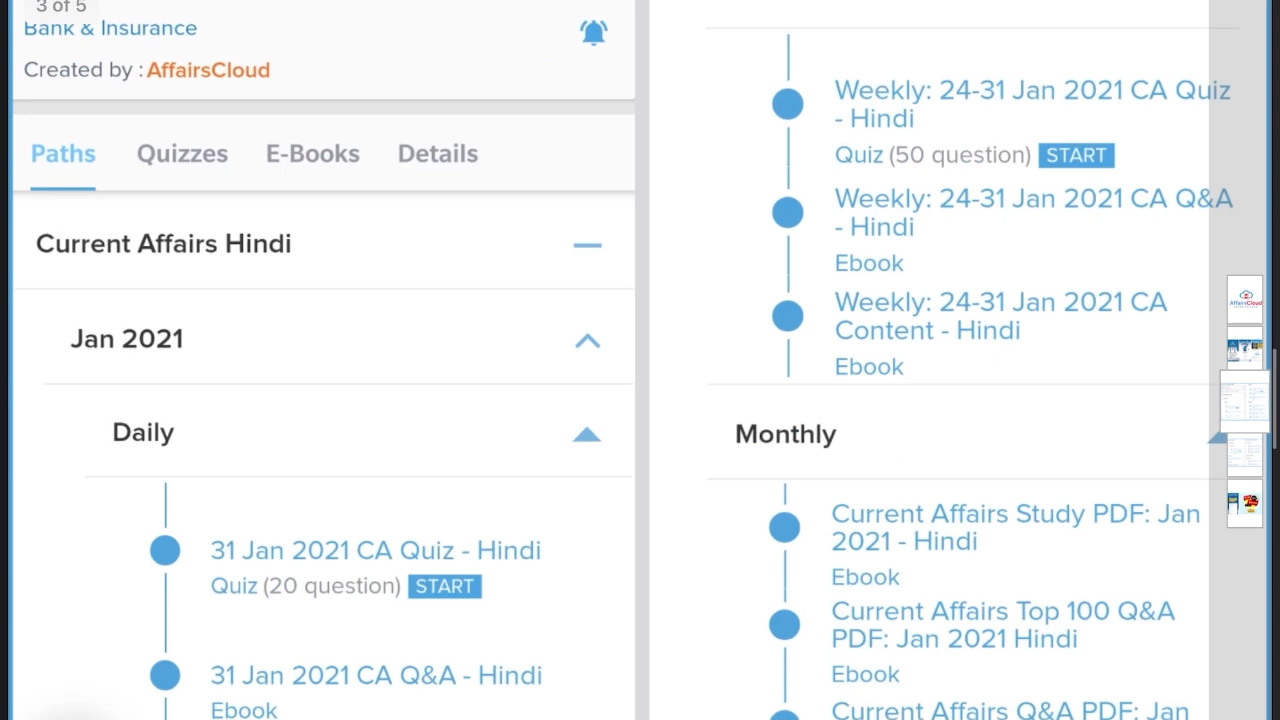 3 of 5
Bank & Insurance
Created by : AffairsCloud
Paths Quizzes E-Books Details
Current Affairs Hindi
Jan 2021
Daily
31 Jan 2021 CA Quiz - Hindi
Quiz (20 question) START
31 Jan 2021 CA Q&A - Hindi
Ebook
Weekly: 24-31 Jan 2021 CA Quiz
- Hindi
Quiz (50 question) START
Weekly: 24-31 Jan 2021 CA Q&A
- Hindi
Ebook
Weekly: 24-31 Jan 2021 CA
Content - Hindi
Ebook
Monthly
Current Affairs Study PDF: Jan
2021 - Hindi
Ebook
Current Affairs Top 100 Q&A
PDF: Jan 2021 Hindi
Ebook
Current Affairs Q&A PDF: Jan
AffairsCloud